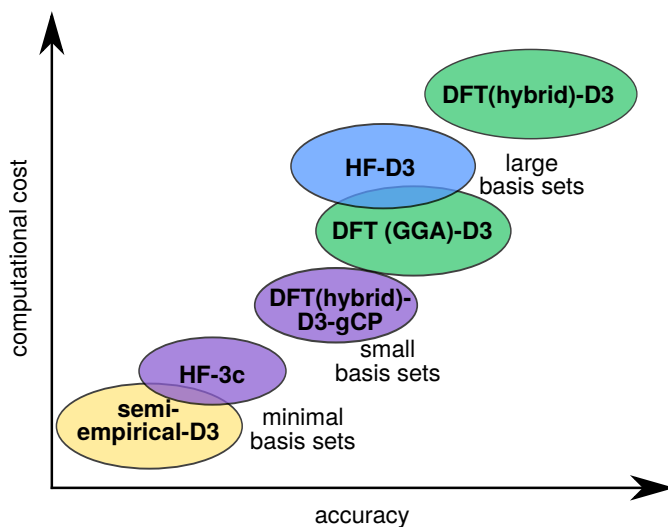 DFT(hybrid)-D3
large
basis sets
HF-D3
DFT (GGA)-D3
DFT(hybrid)-
D3-gCP
small
basis sets
HF-3c
semi-
empirical-D3
minimal
basis sets
computational cost
accuracy